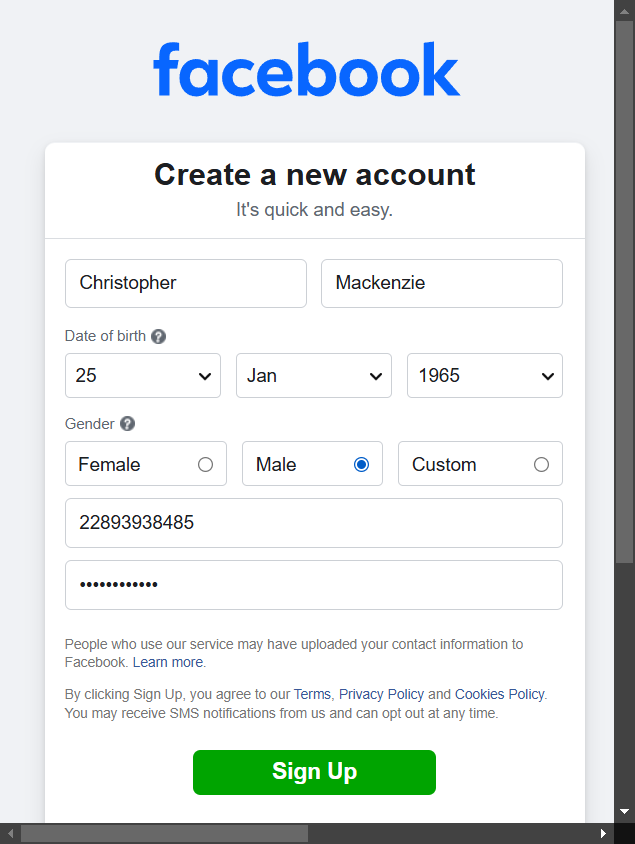 facebook
Create a new account
It's quick and easy.
Christopher Mackenzie
Date of birth ?
25 Jan 1965
Gender ?
Female Male Custom
22893938485
••••••••••••
People who use our service may have uploaded your contact information to
Facebook. Learn more.
By clicking Sign Up, you agree to our Terms, Privacy Policy and Cookies Policy.
You may receive SMS notifications from us and can opt out at any time.
Sign Up